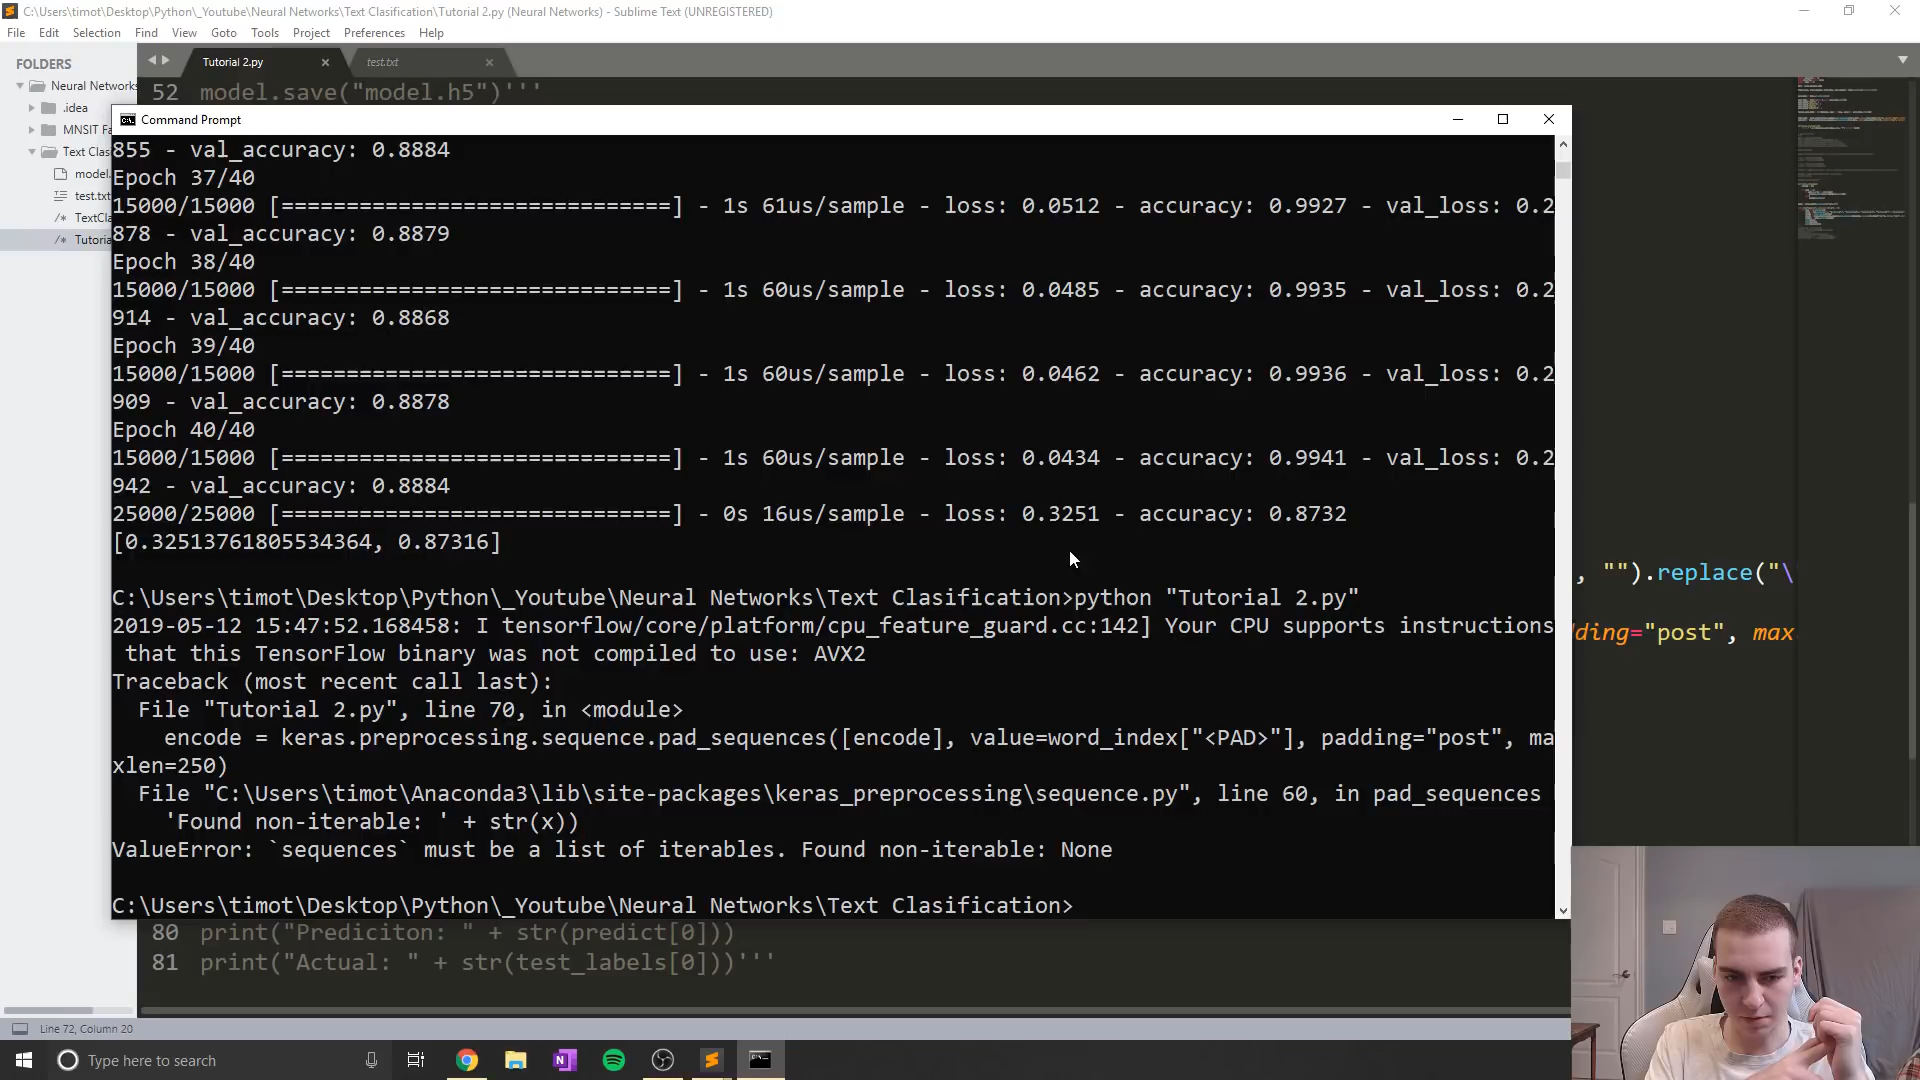 C:\Users\timot\Desktop\Python\_Youtube\Neural Networks\Text Clasification\Tutorial 2.py (Neural Networks) - Sublime Text (UNREGISTERED)
File Edit Selection Find View Goto Tools Project Preferences Help
FOLDERS
Neural Networks
.idea
MNSIT Fa
Text Clas
model.
test.txt
TextCla
Tutoria
Tutorial 2.py
test.txt
52 model.save("model.h5")'''
Command Prompt
855 - val_accuracy: 0.8884
Epoch 37/40
15000/15000 [==============================] - 1s 61us/sample - loss: 0.0512 - accuracy: 0.9927 - val_loss: 0.2
878 - val_accuracy: 0.8879
Epoch 38/40
15000/15000 [==============================] - 1s 60us/sample - loss: 0.0485 - accuracy: 0.9935 - val_loss: 0.2
914 - val_accuracy: 0.8868
Epoch 39/40
15000/15000 [==============================] - 1s 60us/sample - loss: 0.0462 - accuracy: 0.9936 - val_loss: 0.2
909 - val_accuracy: 0.8878
Epoch 40/40
15000/15000 [==============================] - 1s 60us/sample - loss: 0.0434 - accuracy: 0.9941 - val_loss: 0.2
942 - val_accuracy: 0.8884
25000/25000 [==============================] - 0s 16us/sample - loss: 0.3251 - accuracy: 0.8732
[0.32513761805534364, 0.87316]
C:\Users\timot\Desktop\Python\_Youtube\Neural Networks\Text Clasification>python "Tutorial 2.py"
2019-05-12 15:47:52.168458: I tensorflow/core/platform/cpu_feature_guard.cc:142] Your CPU supports instructions
that this TensorFlow binary was not compiled to use: AVX2
Traceback (most recent call last):
File "Tutorial 2.py", line 70, in <module>
encode = keras.preprocessing.sequence.pad_sequences([encode], value=word_index["<PAD>"], padding="post", ma
xlen=250)
File "C:\Users\timot\Anaconda3\lib\site-packages\keras_preprocessing\sequence.py", line 60, in pad_sequences
'Found non-iterable: ' + str(x))
ValueError: `sequences` must be a list of iterables. Found non-iterable: None
C:\Users\timot\Desktop\Python\_Youtube\Neural Networks\Text Clasification>
, "").replace("\
dding="post", max
80 print("Prediciton: " + str(predict[0]))
81 print("Actual: " + str(test_labels[0]))'''
Line 72, Column 20
Type here to search